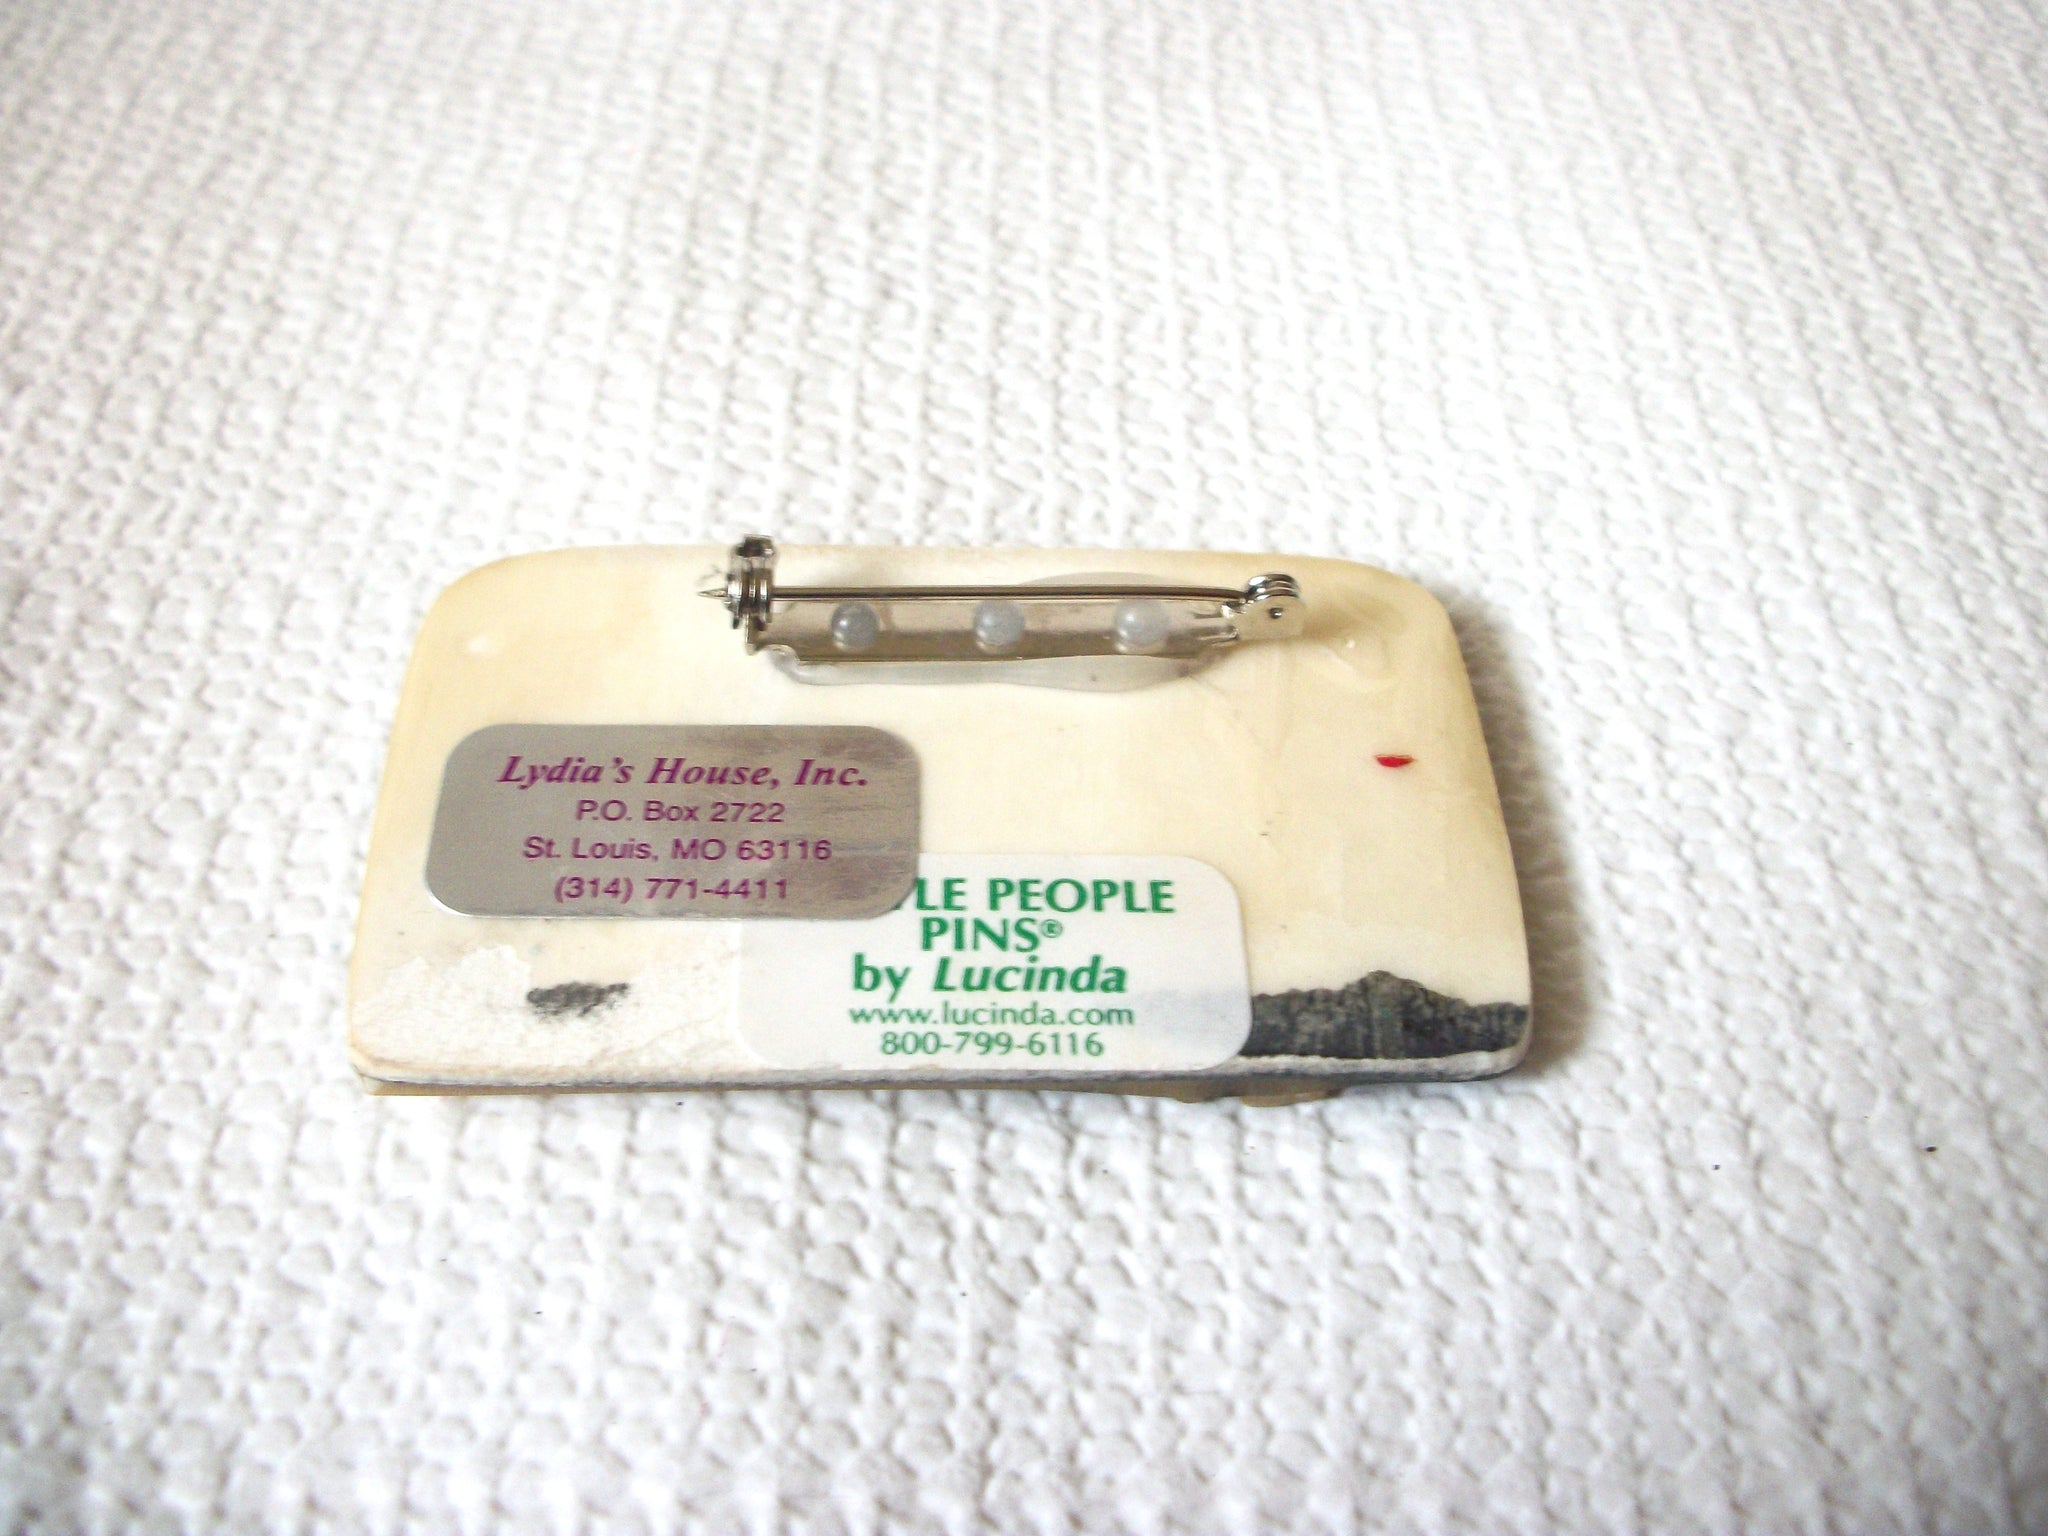 Lydia's House, Inc.
P.O. Box 2722
St. Louis, MO 63116
(314) 771-4411
PEOPLE
PINS®
by Lucinda
www.lucinda.com
800-799-6116